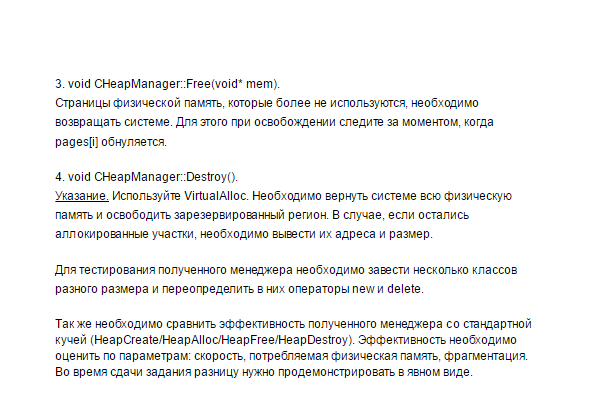 3. void CHeapManager::Free(void* mem).
Страницы физической память, которые более не используются, необходимо
возвращать системе. Для этого при освобождении следите за моментом, когда
pages[i] обнуляется.
4. void CHeapManager::Destroy().
Указание. Используйте VirtualAlloc. Необходимо вернуть системе всю физическую
память и освободить зарезервированный регион. В случае, если остались
аллокированные участки, необходимо вывести их адреса и размер.
Для тестирования полученного менеджера необходимо завести несколько классов
разного размера и переопределить в них операторы new и delete.
Так же необходимо сравнить эффективность полученного менеджера со стандартной
кучей (HeapCreate/HeapAlloc/HeapFree/HeapDestroy). Эффективность необходимо
оценить по параметрам: скорость, потребляемая физическая память, фрагментация.
Во время сдачи задания разницу нужно продемонстрировать в явном виде.